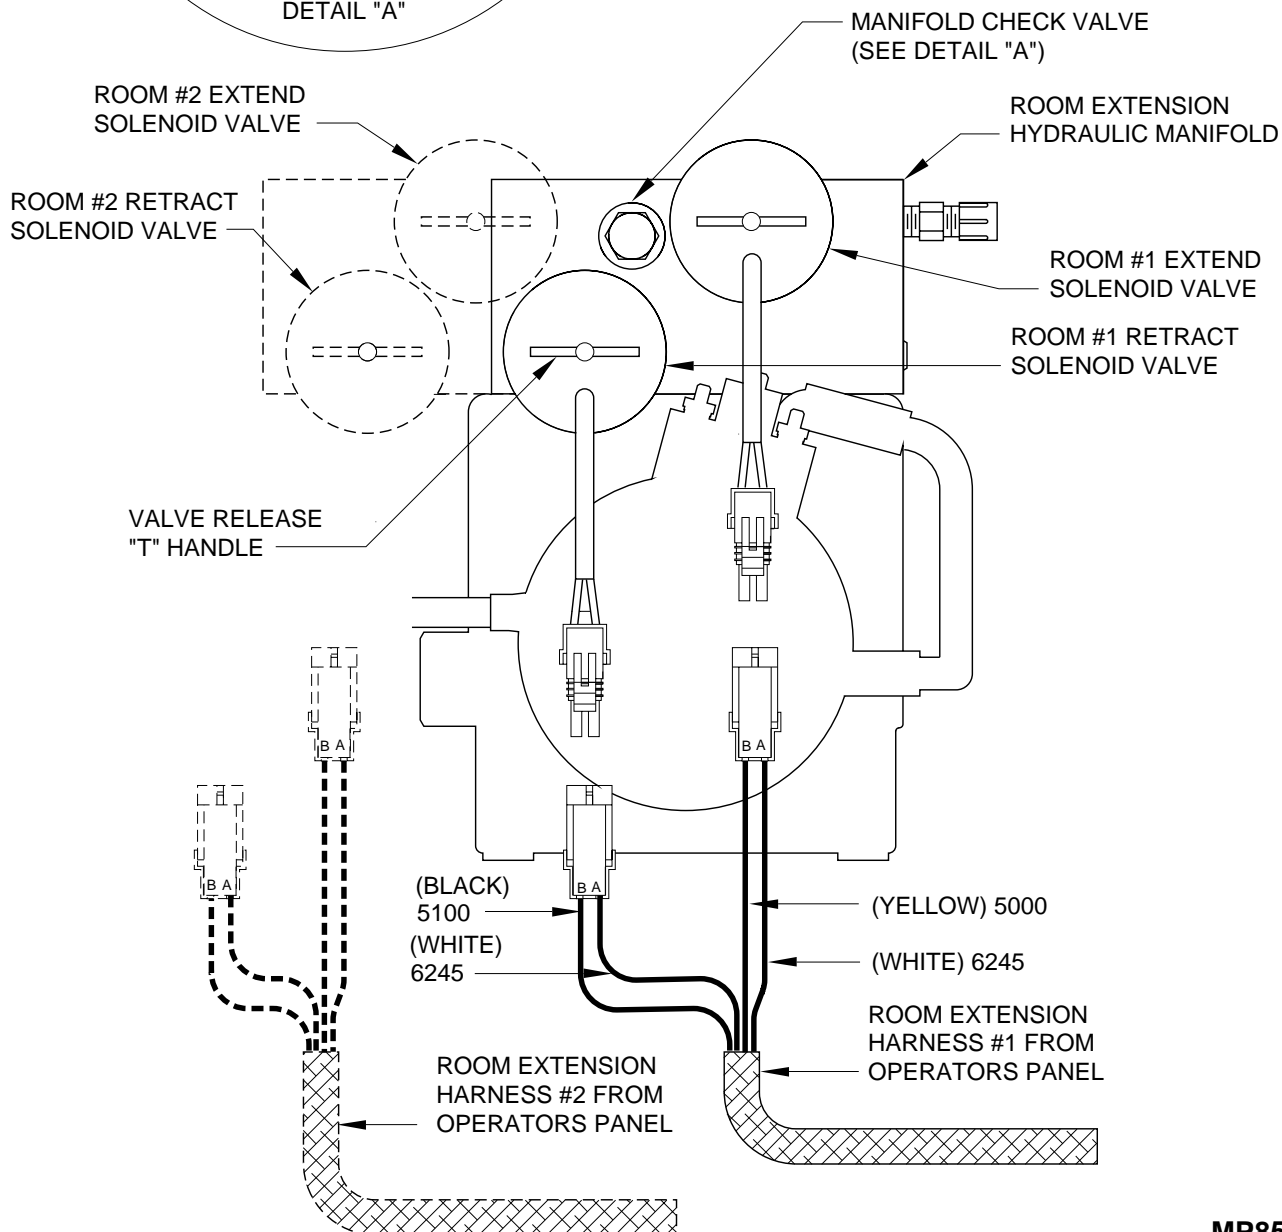 DETAIL "A"
MANIFOLD CHECK VALVE
(SEE DETAIL "A")
ROOM #2 EXTEND
SOLENOID VALVE
ROOM EXTENSION
HYDRAULIC MANIFOLD
ROOM #2 RETRACT
SOLENOID VALVE
ROOM #1 EXTEND
SOLENOID VALVE
ROOM #1 RETRACT
SOLENOID VALVE
VALVE RELEASE
"T" HANDLE
B A
B A
B A
B A
(BLACK)
5100
(WHITE)
6245
(YELLOW) 5000
(WHITE) 6245
ROOM EXTENSION
HARNESS #1 FROM
OPERATORS PANEL
ROOM EXTENSION
HARNESS #2 FROM
OPERATORS PANEL